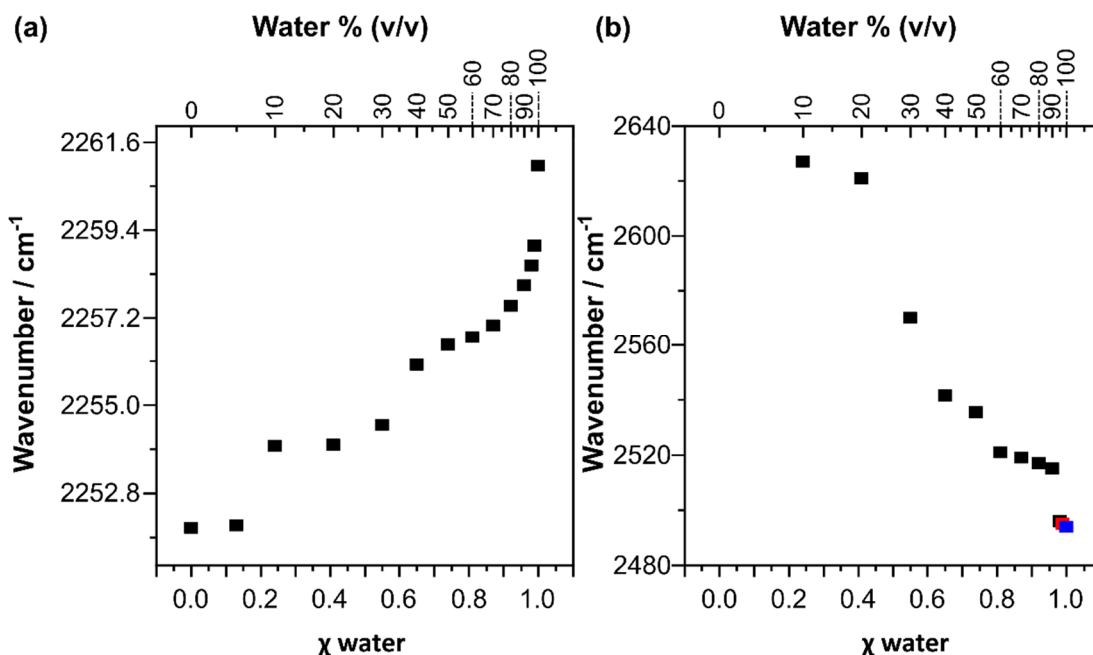 (a)
Water % (v/v)
0 10 20 30 40 50 60 70 80 90 100
Wavenumber / cm⁻¹
2261.6
2259.4
2257.2
2255.0
2252.8
0.0 0.2 0.4 0.6 0.8 1.0
χ water
(b)
Water % (v/v)
0 10 20 30 40 50 60 70 80 90 100
Wavenumber / cm⁻¹
2640
2600
2560
2520
2480
0.0 0.2 0.4 0.6 0.8 1.0
χ water